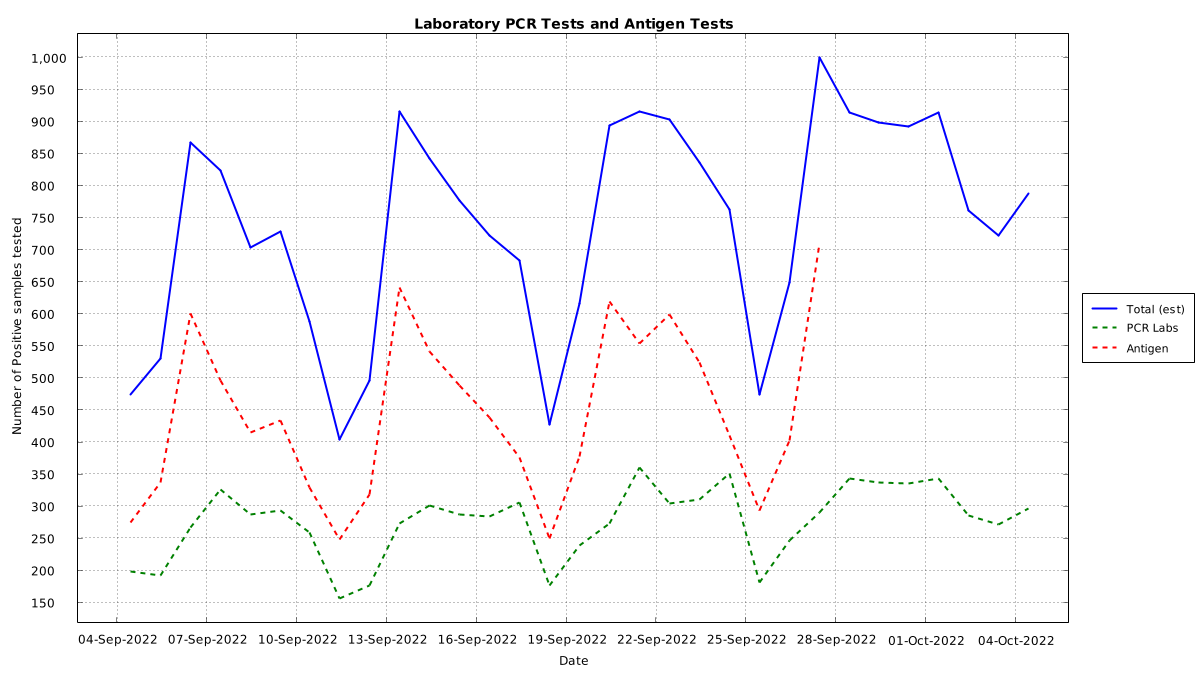 Laboratory PCR Tests and Antigen Tests
1,000
950
900
850
800
750
700
650
600
550
500
450
400
350
300
250
200
150
Number of Positive samples tested
04-Sep-2022 07-Sep-2022 10-Sep-2022 13-Sep-2022 16-Sep-2022 19-Sep-2022 22-Sep-2022 25-Sep-2022 28-Sep-2022 01-Oct-2022 04-Oct-2022
Date
Total (est)
PCR Labs
Antigen